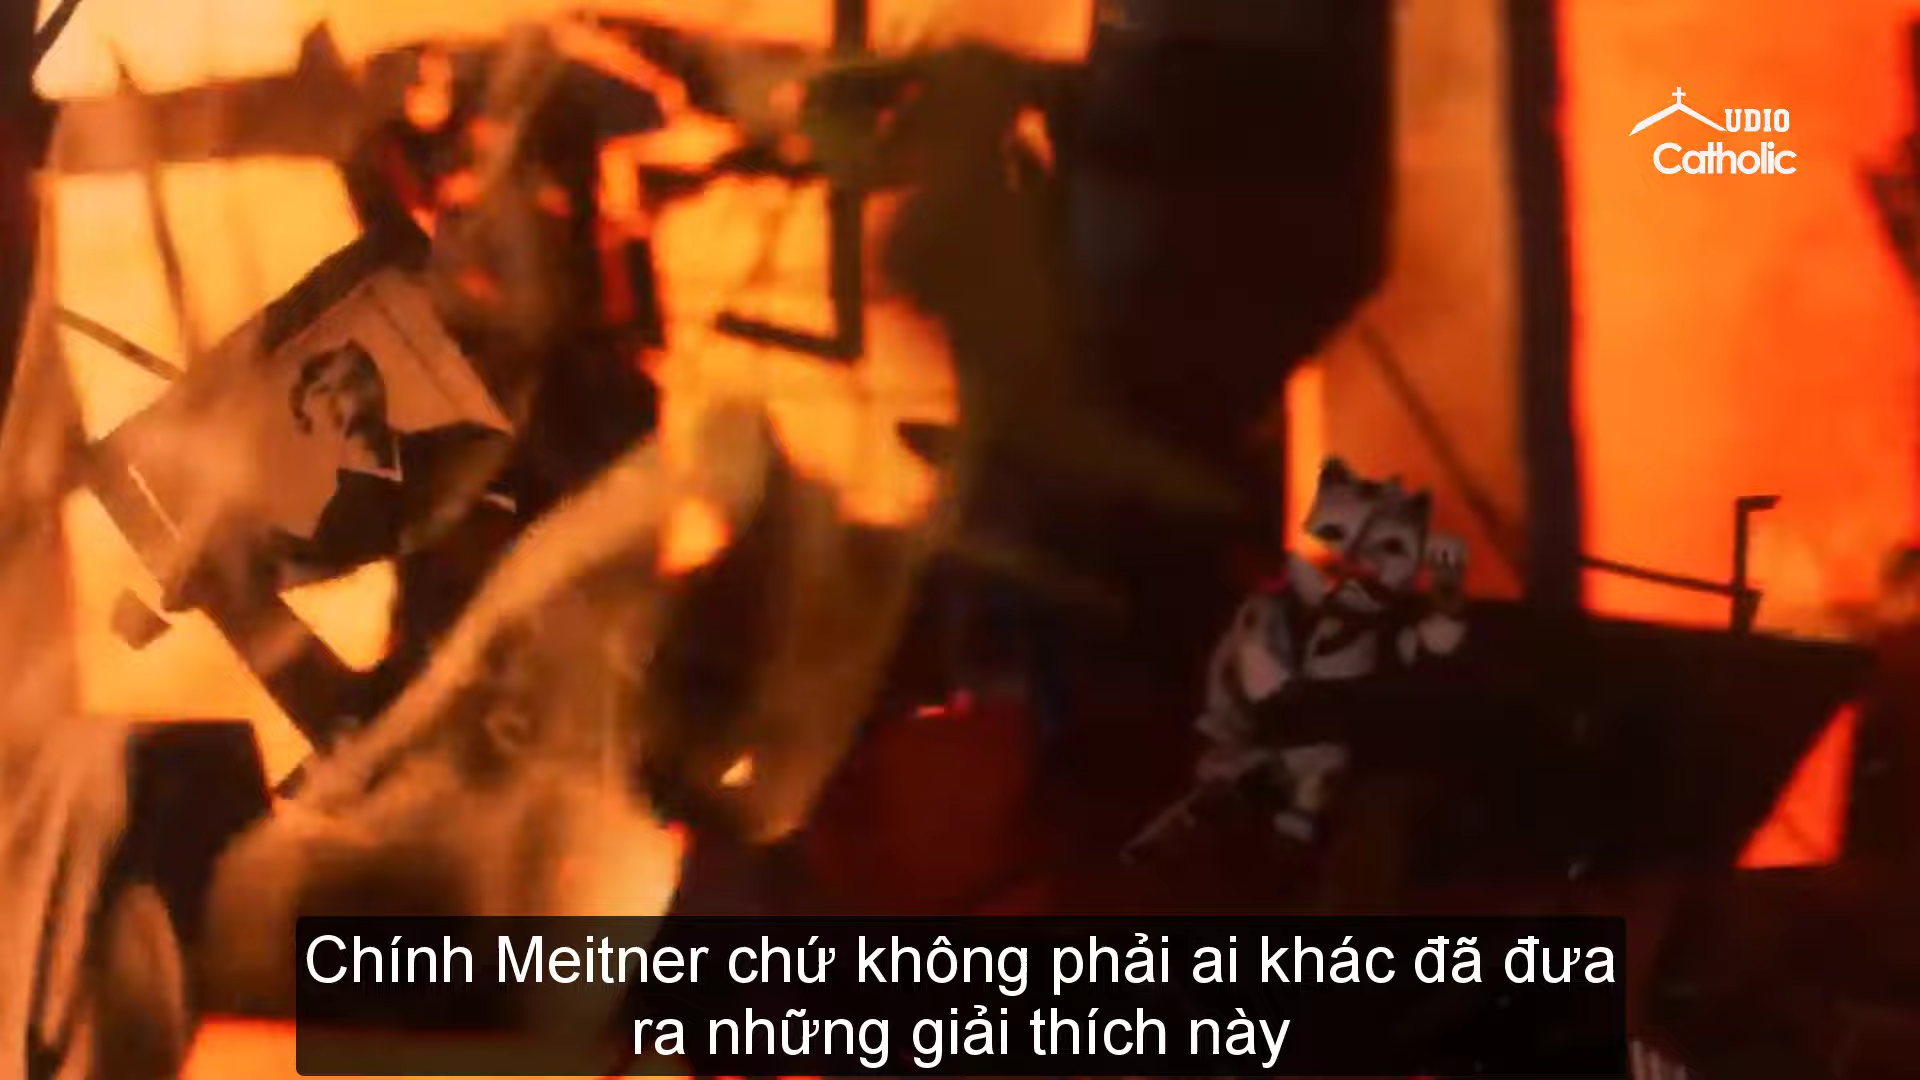 UDIO
Catholic
Chính Meitner chứ không phải ai khác đã đưa
ra những giải thích này